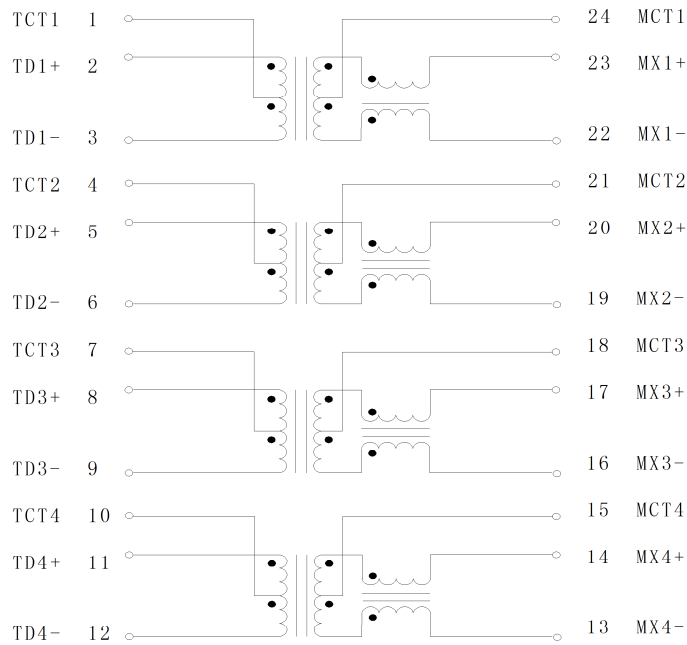 TCT1 1 24 MCT1
TD1+ 2 23 MX1+
TD1- 3 22 MX1-
TCT2 4 21 MCT2
TD2+ 5 20 MX2+
TD2- 6 19 MX2-
TCT3 7 18 MCT3
TD3+ 8 17 MX3+
TD3- 9 16 MX3-
TCT4 10 15 MCT4
TD4+ 11 14 MX4+
TD4- 12 13 MX4-